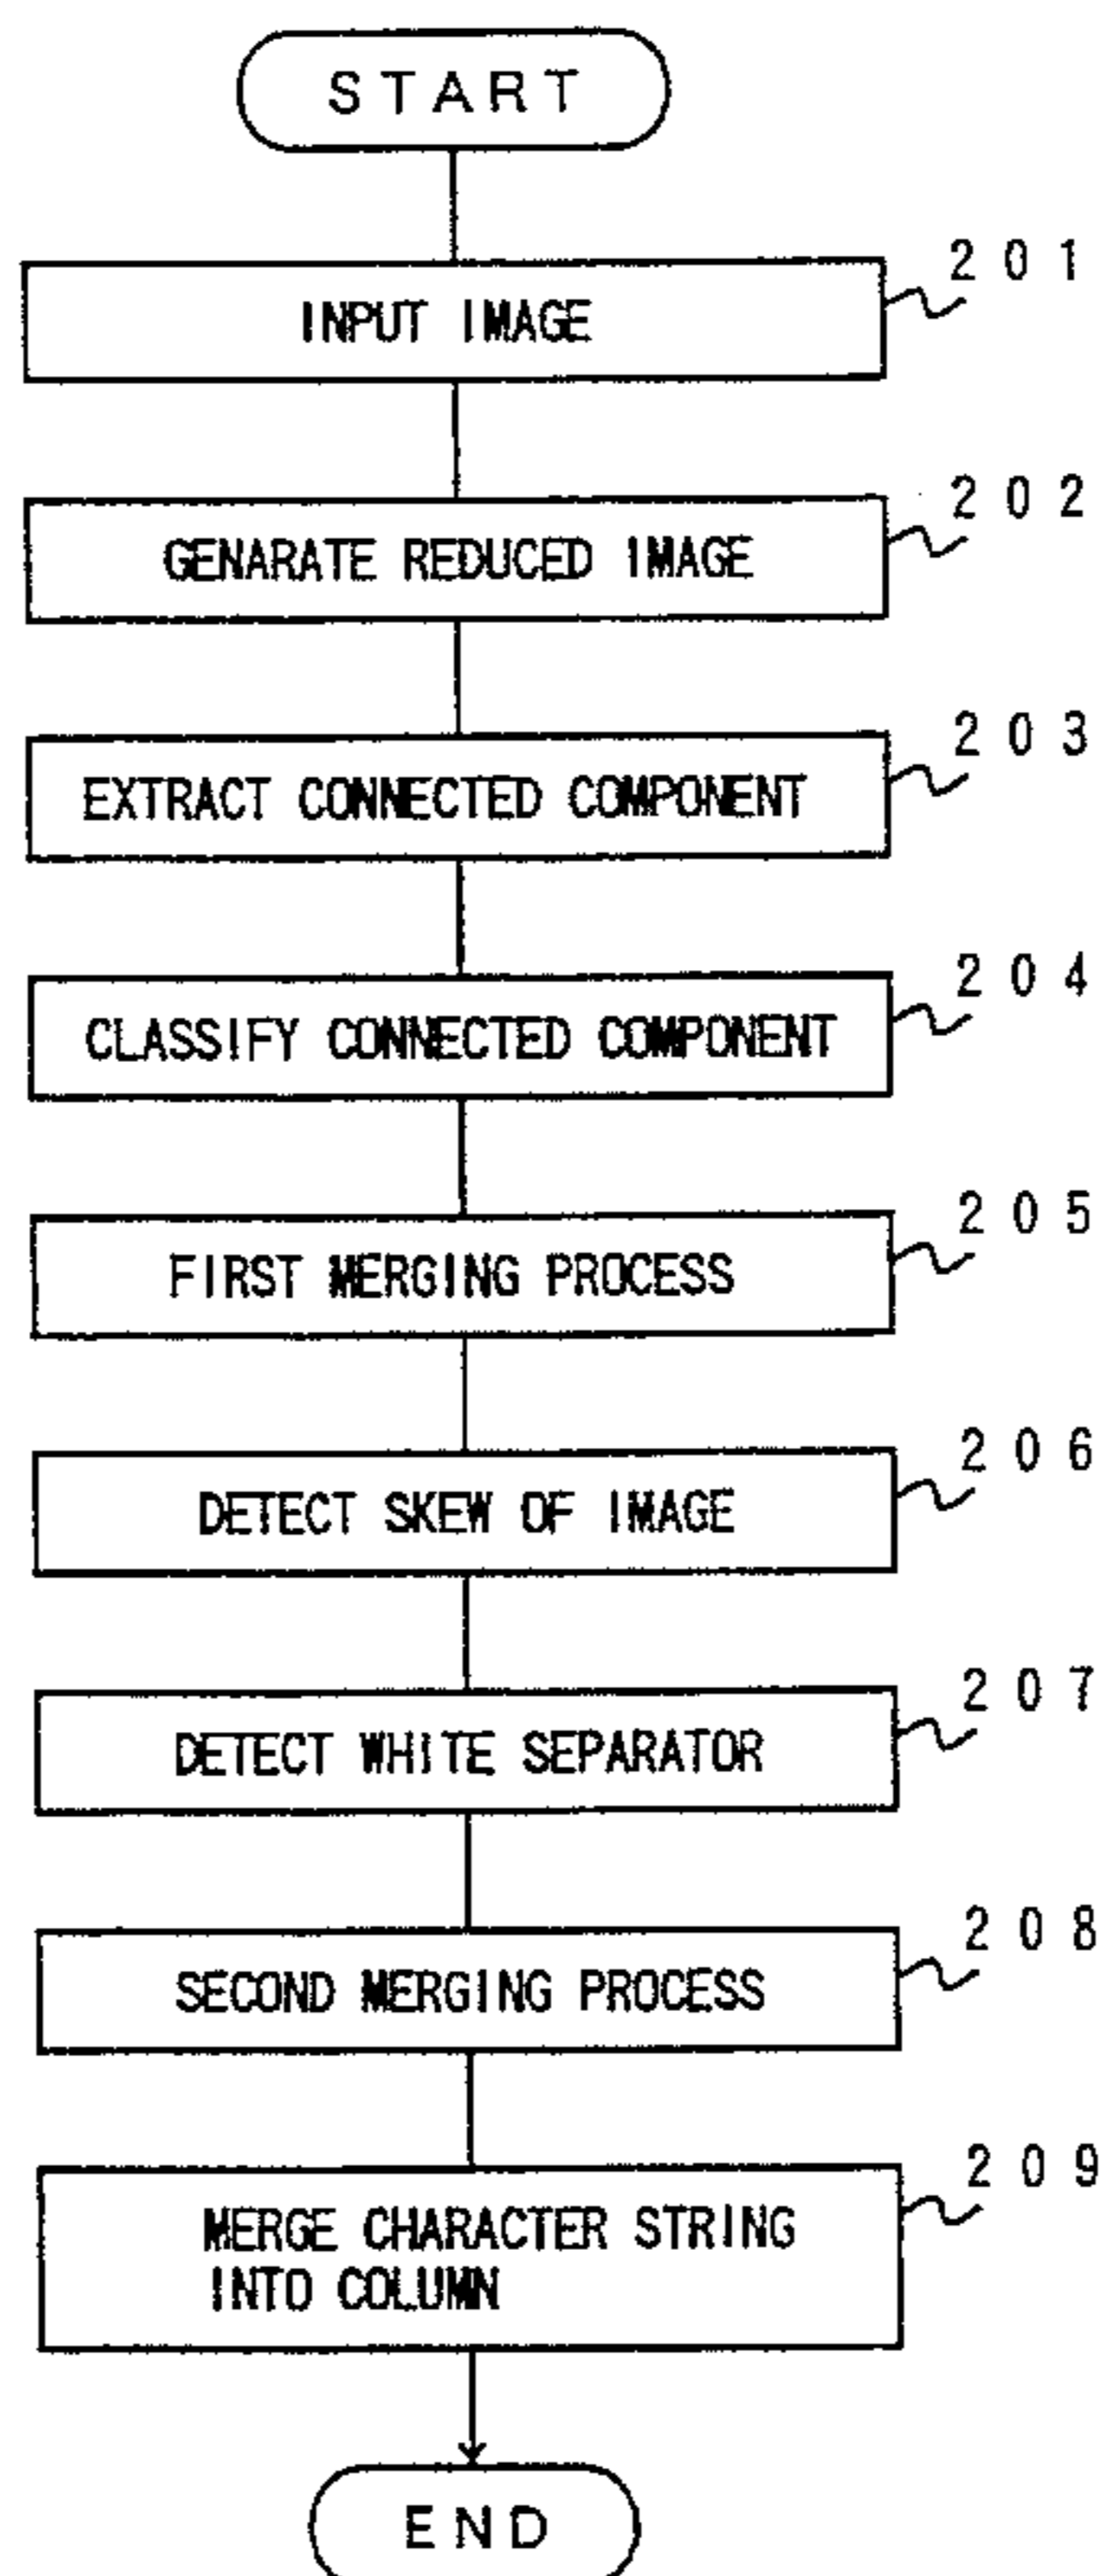 START
201
INPUT IMAGE
202
GENARATE REDUCED IMAGE
203
EXTRACT CONNECTED COMPONENT
204
CLASSIFY CONNECTED COMPONENT
205
FIRST MERGING PROCESS
206
DETECT SKEW OF IMAGE
207
DETECT WHITE SEPARATOR
208
SECOND MERGING PROCESS
209
MERGE CHARACTER STRING
INTO COLUMN
END